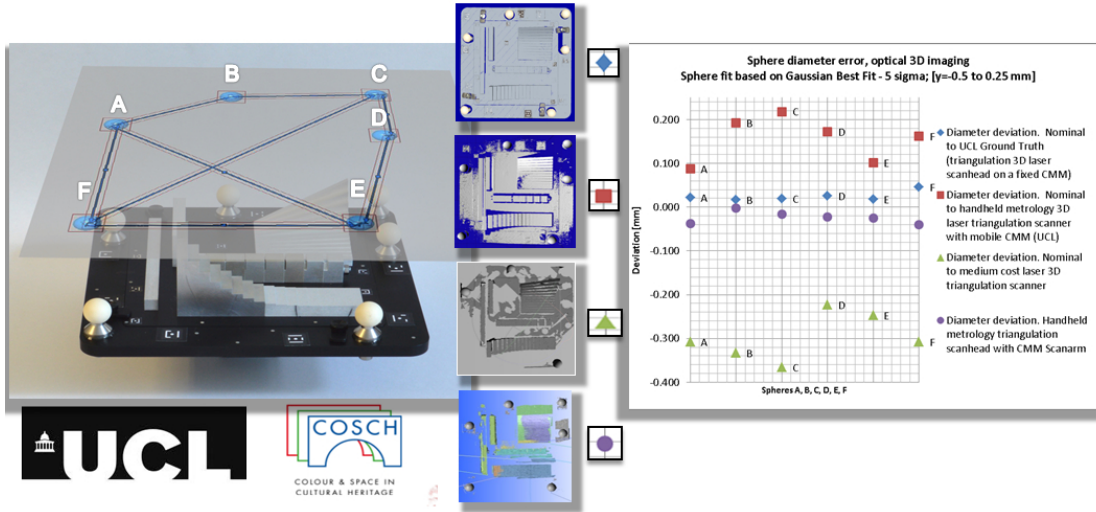 B
C
A
D
F
E
UCL
COSCH
COLOUR & SPACE IN
CULTURAL HERITAGE
Sphere diameter error, optical 3D imaging
Sphere fit based on Gaussian Best Fit - 5 sigma; [y=-0.5 to 0.25 mm]
Deviation [mm]
0.200
0.100
0.000
-0.100
-0.200
-0.300
-0.400
A
B
C
D
E
F
A
B
C
D
E
F
A
B
C
D
E
F
Spheres A, B, C, D, E, F
Diameter deviation. Nominal
to UCL Ground Truth
(triangulation 3D laser
scanhead on a fixed CMM)
Diameter deviation. Nominal
to handheld metrology 3D
laser triangulation scanner
with mobile CMM (UCL)
Diameter deviation. Nominal
to medium cost laser 3D
triangulation scanner
Diameter deviation. Handheld
metrology triangulation
scanhead with CMM Scanarm